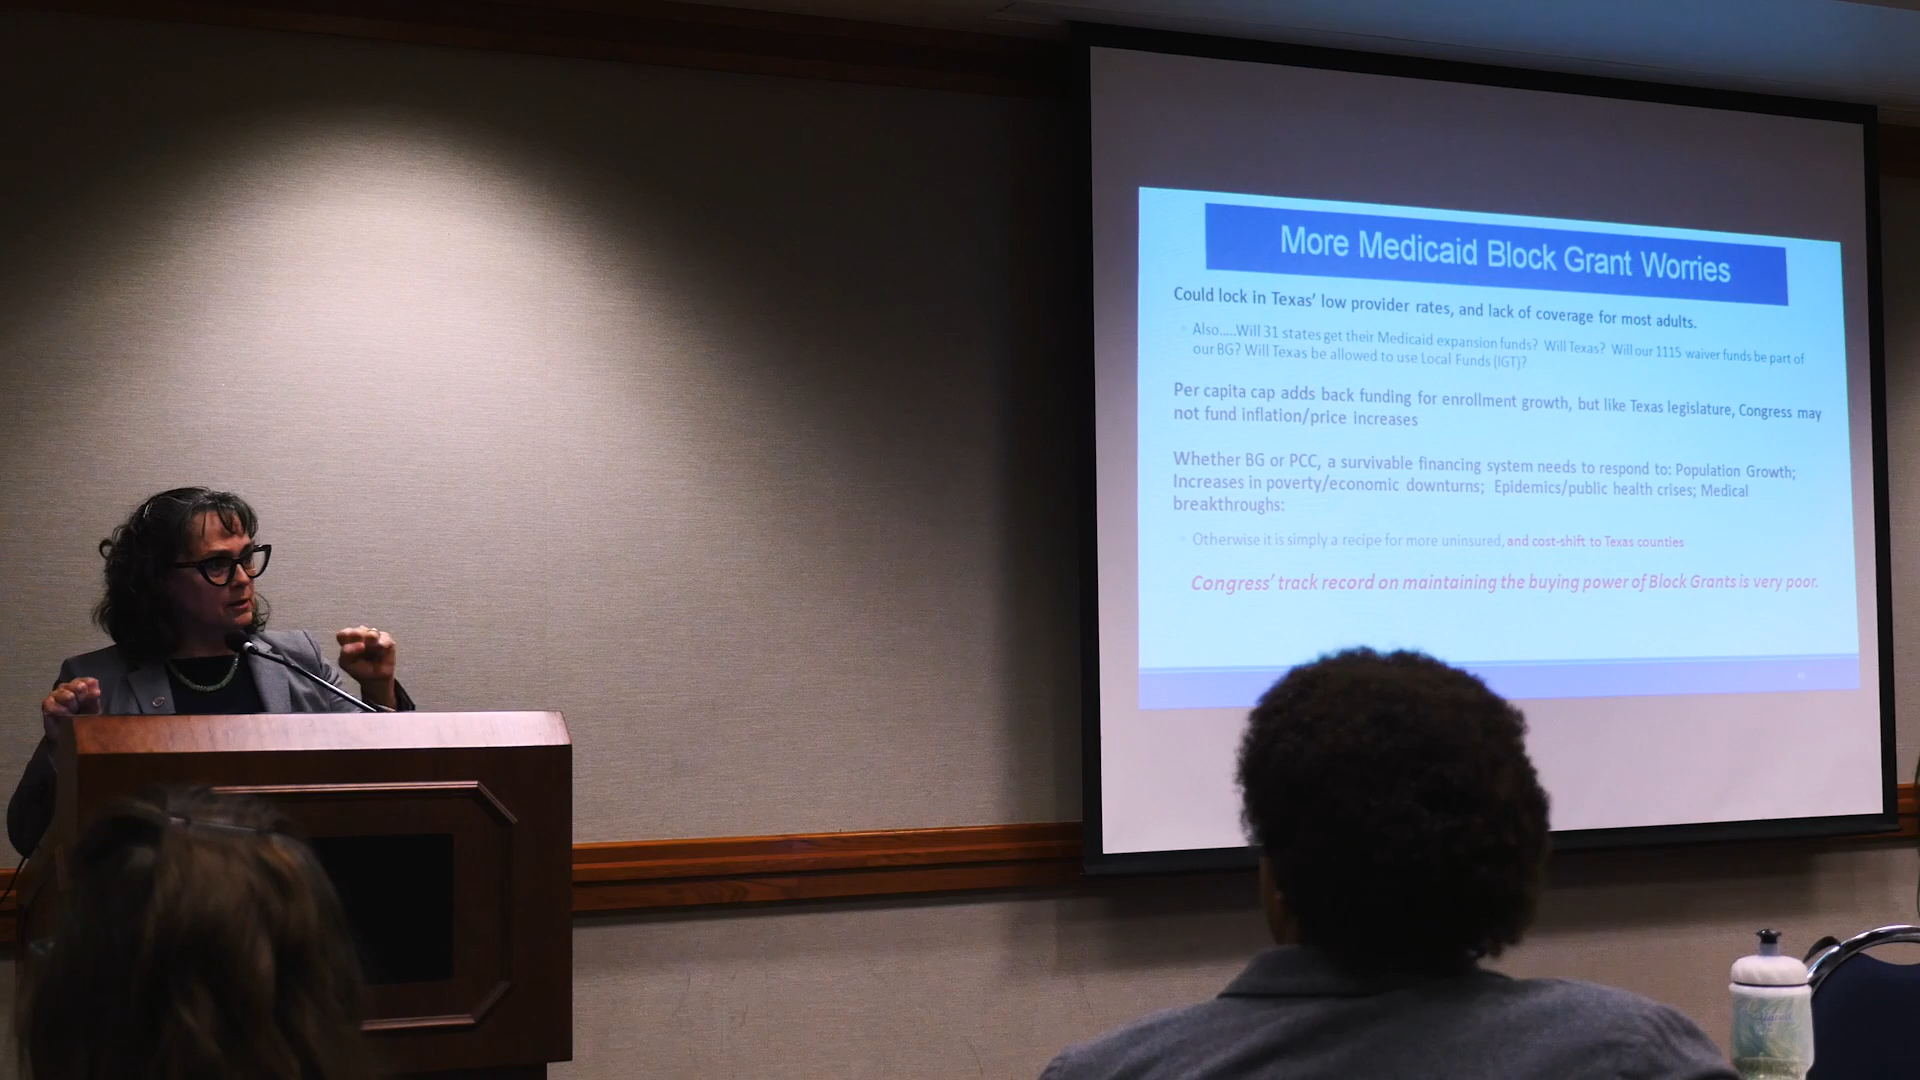 More Medicaid Block Grant Worries
Could lock in Texas' low provider rates, and lack of coverage for most adults.
Also.....Will 31 states get their Medicaid expansion funds? Will Texas? Will our 1115 waiver funds be part of
our BG? Will Texas be allowed to use Local Funds (IGT)?
Per capita cap adds back funding for enrollment growth, but like Texas legislature, Congress may
not fund inflation/price increases
Whether BG or PCC, a survivable financing system needs to respond to: Population Growth;
Increases in poverty/economic downturns; Epidemics/public health crises; Medical
breakthroughs:
Otherwise it is simply a recipe for more uninsured, and cost-shift to Texas counties
Congress' track record on maintaining the buying power of Block Grants is very poor.